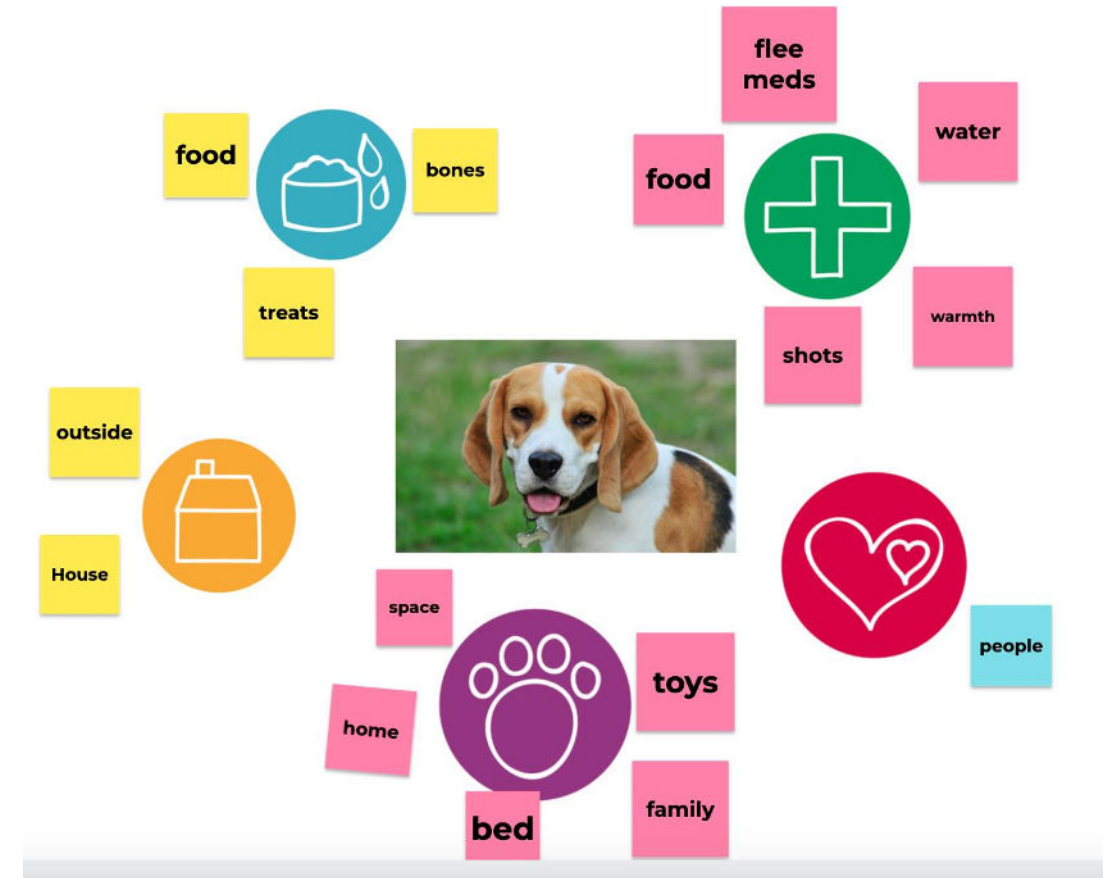 food
bones
treats
flee
meds
food
water
shots
warmth
outside
House
people
space
home
bed
toys
family